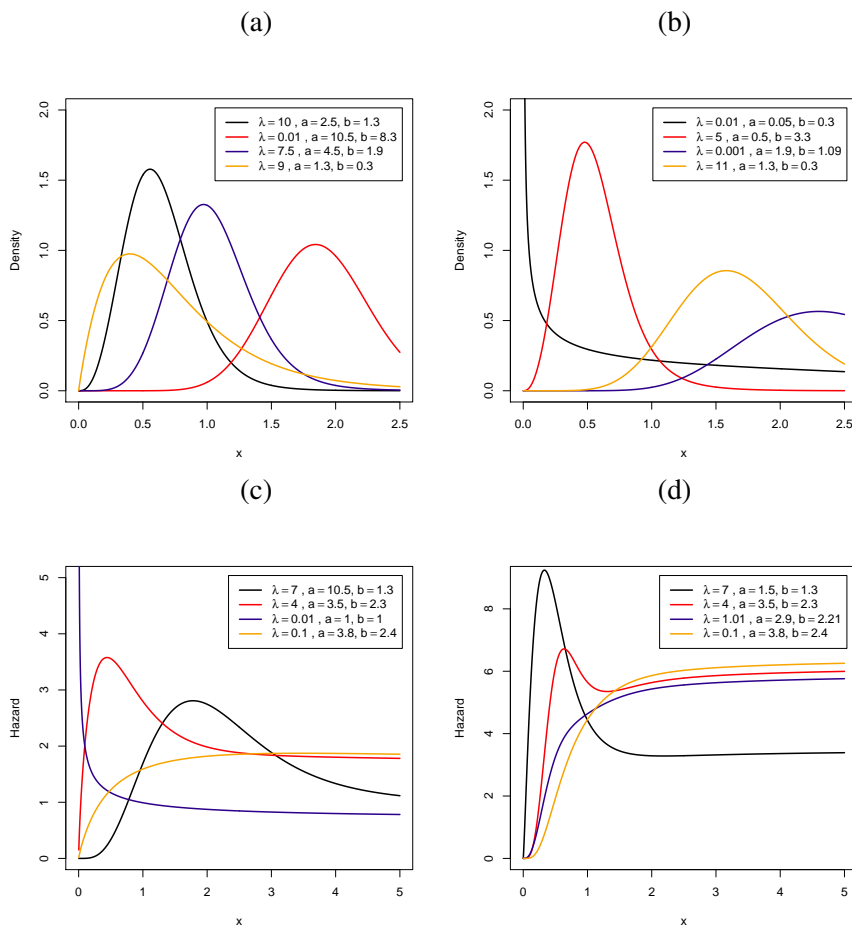 (a)
2.0
1.5
1.0
0.5
0.0
Density
λ = 10 , a = 2.5, b = 1.3
λ = 0.01 , a = 10.5, b = 8.3
λ = 7.5 , a = 4.5, b = 1.9
λ = 9 , a = 1.3, b = 0.3
0.0 0.5 1.0 1.5 2.0 2.5
x
(b)
2.0
1.5
1.0
0.5
0.0
Density
λ = 0.01 , a = 0.05, b = 0.3
λ = 5 , a = 0.5, b = 3.3
λ = 0.001 , a = 1.9, b = 1.09
λ = 11 , a = 1.3, b = 0.3
0.0 0.5 1.0 1.5 2.0 2.5
x
(c)
5
4
3
2
1
0
Hazard
λ = 7 , a = 10.5, b = 1.3
λ = 4 , a = 3.5, b = 2.3
λ = 0.01 , a = 1, b = 1
λ = 0.1 , a = 3.8, b = 2.4
0 1 2 3 4 5
x
(d)
8
6
4
2
0
Hazard
λ = 7 , a = 1.5, b = 1.3
λ = 4 , a = 3.5, b = 2.3
λ = 1.01 , a = 2.9, b = 2.21
λ = 0.1 , a = 3.8, b = 2.4
0 1 2 3 4 5
x